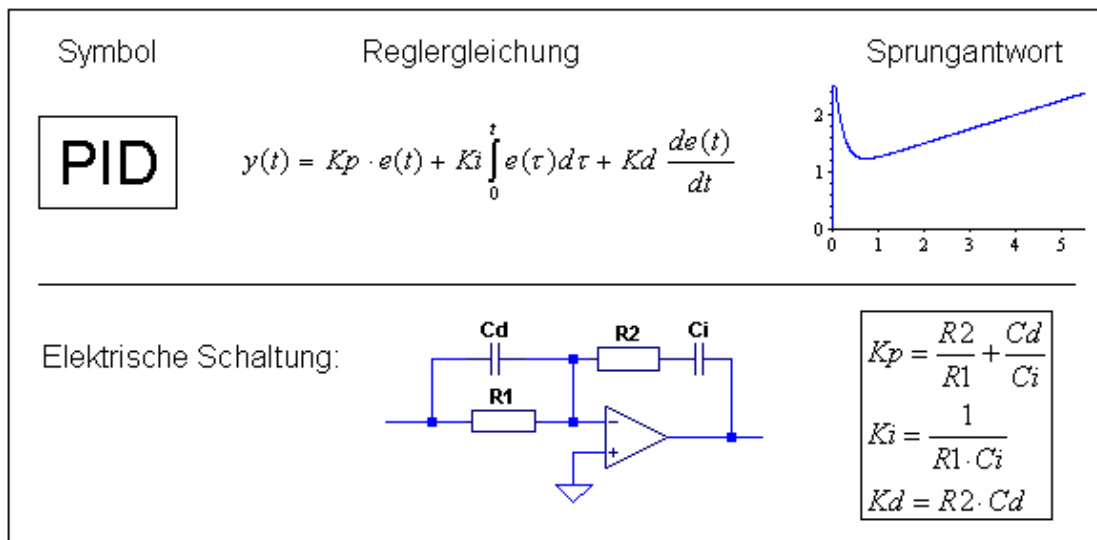 Symbol Reglergleichung Sprungantwort
PID
y(t) = Kp · e(t) + Ki ∫₀ᵗ e(τ)dτ + Kd de(t)/dt
2
1
0
0 1 2 3 4 5
Elektrische Schaltung:
Cd R2 Ci
R1
−
+
Kp = R2/R1 + Cd/Ci
Ki = 1/(R1·Ci)
Kd = R2·Cd